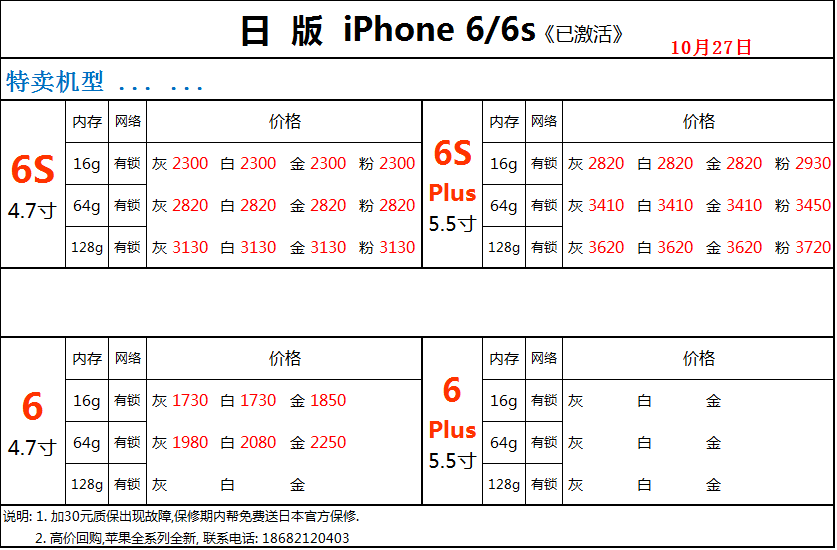 日 版 iPhone 6/6s《已激活》
10月27日
特卖机型 ... ...
6S
4.7寸
内存 网络 价格
16g 有锁 灰 2300 白 2300 金 2300 粉 2300
64g 有锁 灰 2820 白 2820 金 2820 粉 2820
128g 有锁 灰 3130 白 3130 金 3130 粉 3130
6S
Plus
5.5寸
内存 网络 价格
16g 有锁 灰 2820 白 2820 金 2820 粉 2930
64g 有锁 灰 3410 白 3410 金 3410 粉 3450
128g 有锁 灰 3620 白 3620 金 3620 粉 3720
6
4.7寸
内存 网络 价格
16g 有锁 灰 1730 白 1730 金 1850
64g 有锁 灰 1980 白 2080 金 2250
128g 有锁 灰 白 金
6
Plus
5.5寸
内存 网络 价格
16g 有锁 灰 白 金
64g 有锁 灰 白 金
128g 有锁 灰 白 金
说明: 1. 加30元质保出现故障,保修期内帮免费送日本官方保修.
2. 高价回购,苹果全系列全新, 联系电话: 18682120403